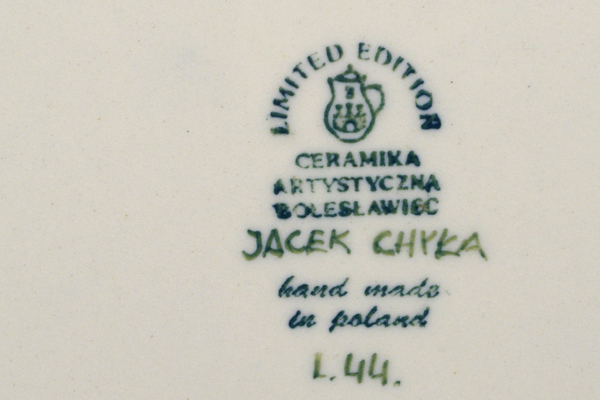 LIMITED EDITION
CERAMIKA
ARTYSTYCZNA
BOLESŁAWIEC
JACEK CHYŁA
hand made
in poland
L.44.